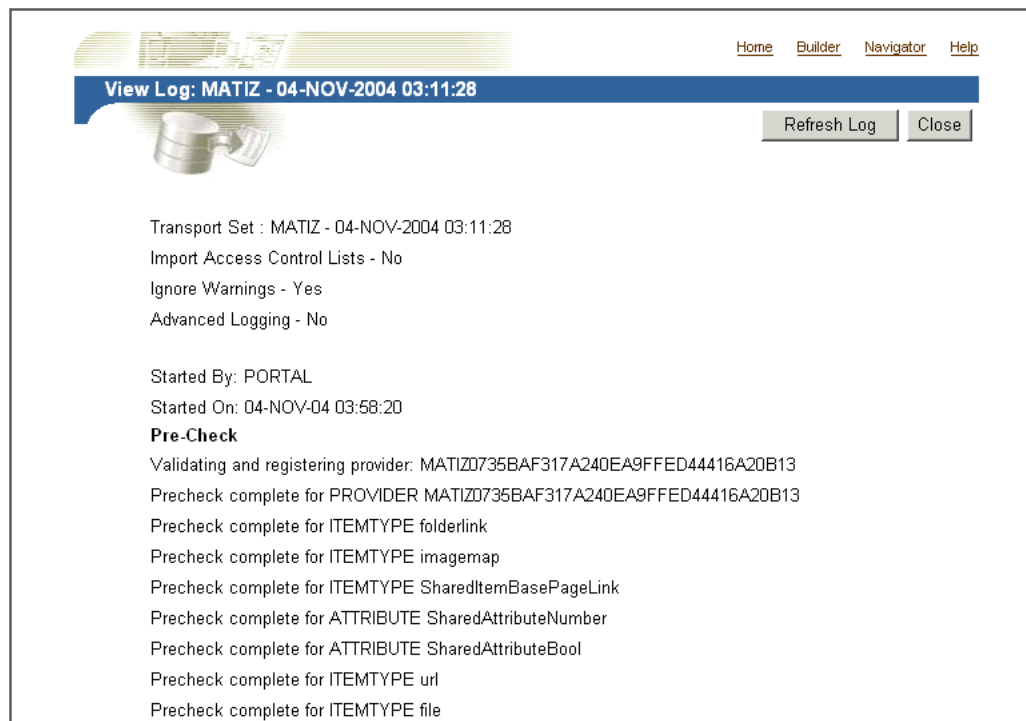 Home Builder Navigator Help
View Log: MATIZ - 04-NOV-2004 03:11:28
Refresh Log Close
Transport Set : MATIZ - 04-NOV-2004 03:11:28
Import Access Control Lists - No
Ignore Warnings - Yes
Advanced Logging - No
Started By: PORTAL
Started On: 04-NOV-04 03:58:20
Pre-Check
Validating and registering provider: MATIZ0735BAF317A240EA9FFED44416A20B13
Precheck complete for PROVIDER MATIZ0735BAF317A240EA9FFED44416A20B13
Precheck complete for ITEMTYPE folderlink
Precheck complete for ITEMTYPE imagemap
Precheck complete for ITEMTYPE SharedItemBasePageLink
Precheck complete for ATTRIBUTE SharedAttributeNumber
Precheck complete for ATTRIBUTE SharedAttributeBool
Precheck complete for ITEMTYPE url
Precheck complete for ITEMTYPE file